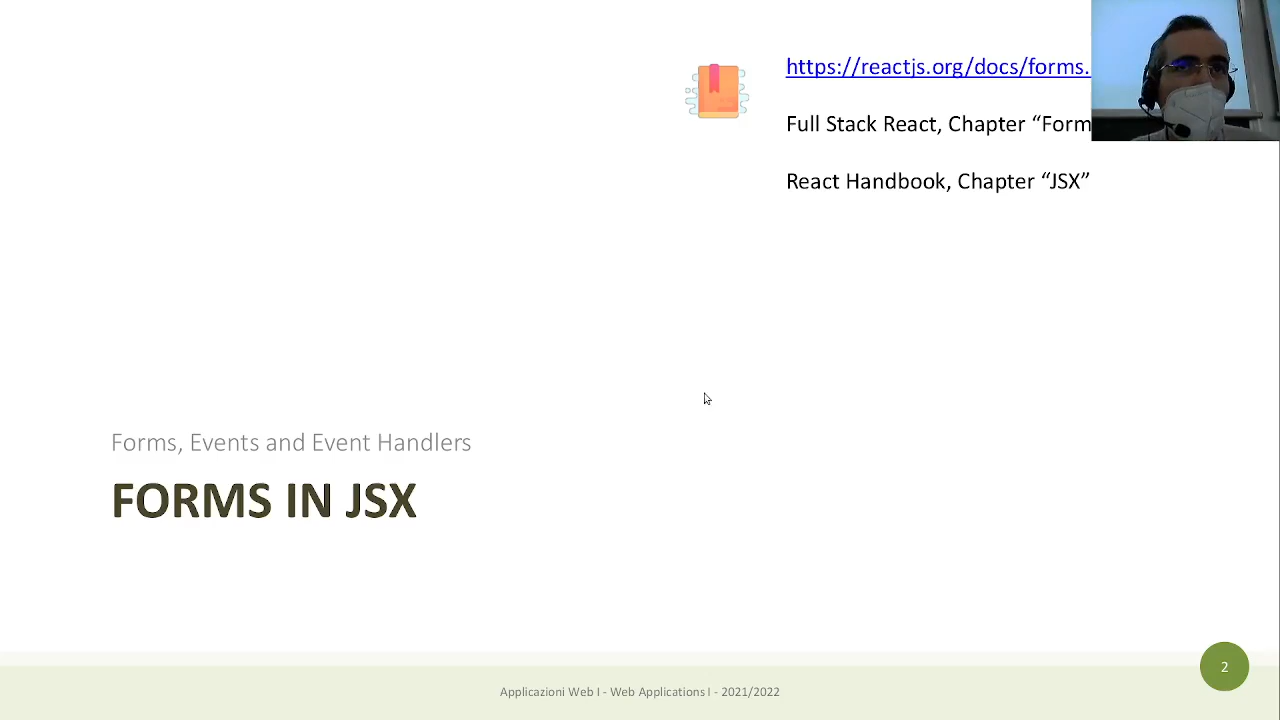 https://reactjs.org/docs/forms.
Full Stack React, Chapter “Form
React Handbook, Chapter “JSX”
Forms, Events and Event Handlers
FORMS IN JSX
2
Applicazioni Web I - Web Applications I - 2021/2022